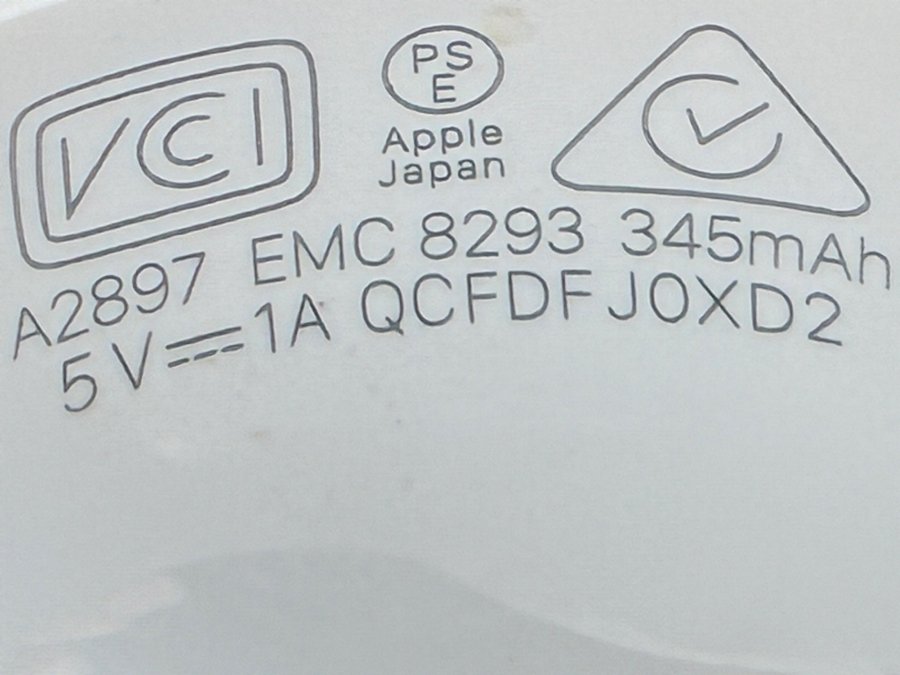 VCI
PS
E
Apple
Japan
A2897 EMC 8293 345mAh
5V⎓1A QCFDFJ0XD2